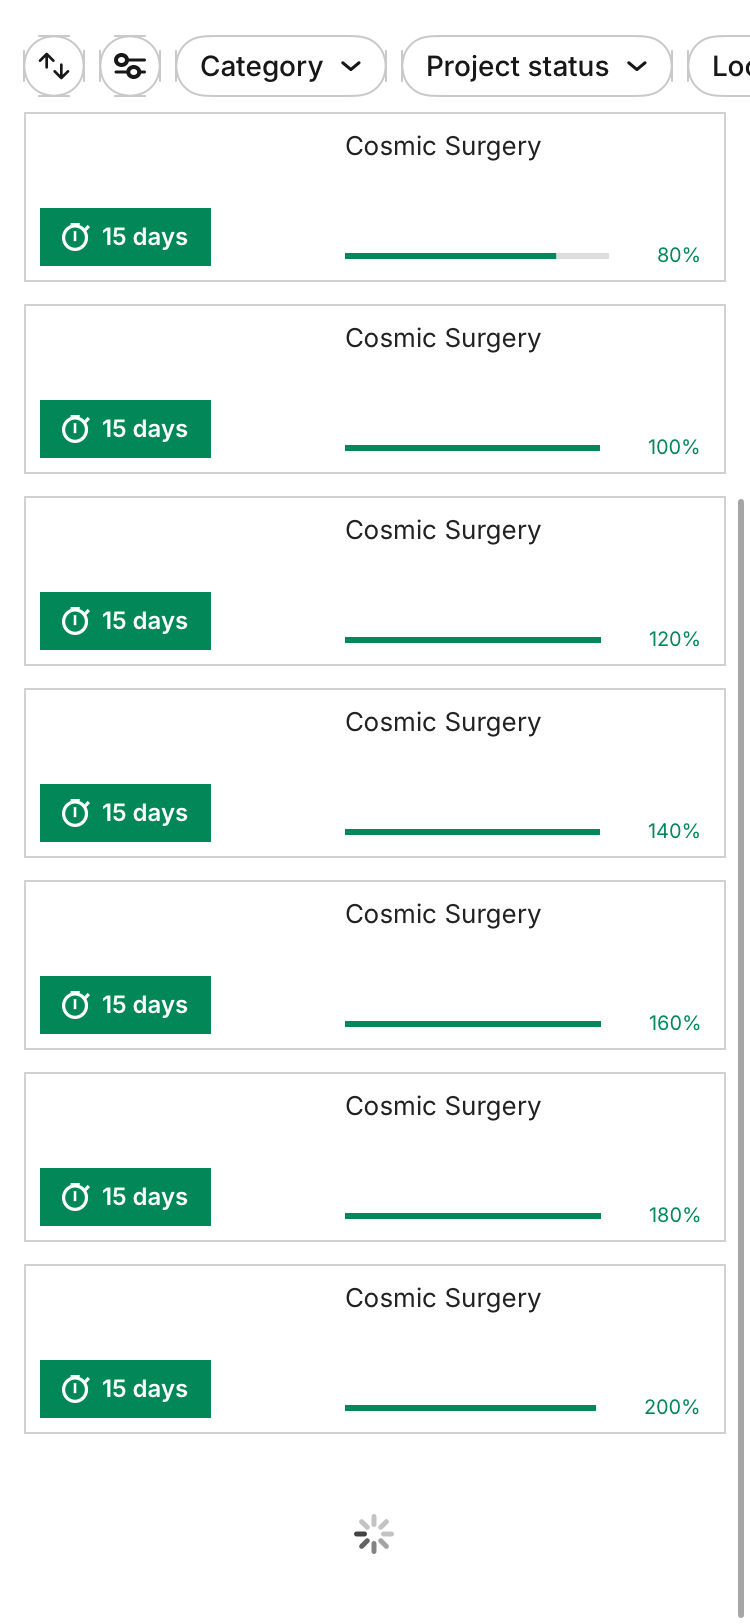 Category
Project status
Loc
Cosmic Surgery
15 days
80%
Cosmic Surgery
15 days
100%
Cosmic Surgery
15 days
120%
Cosmic Surgery
15 days
140%
Cosmic Surgery
15 days
160%
Cosmic Surgery
15 days
180%
Cosmic Surgery
15 days
200%